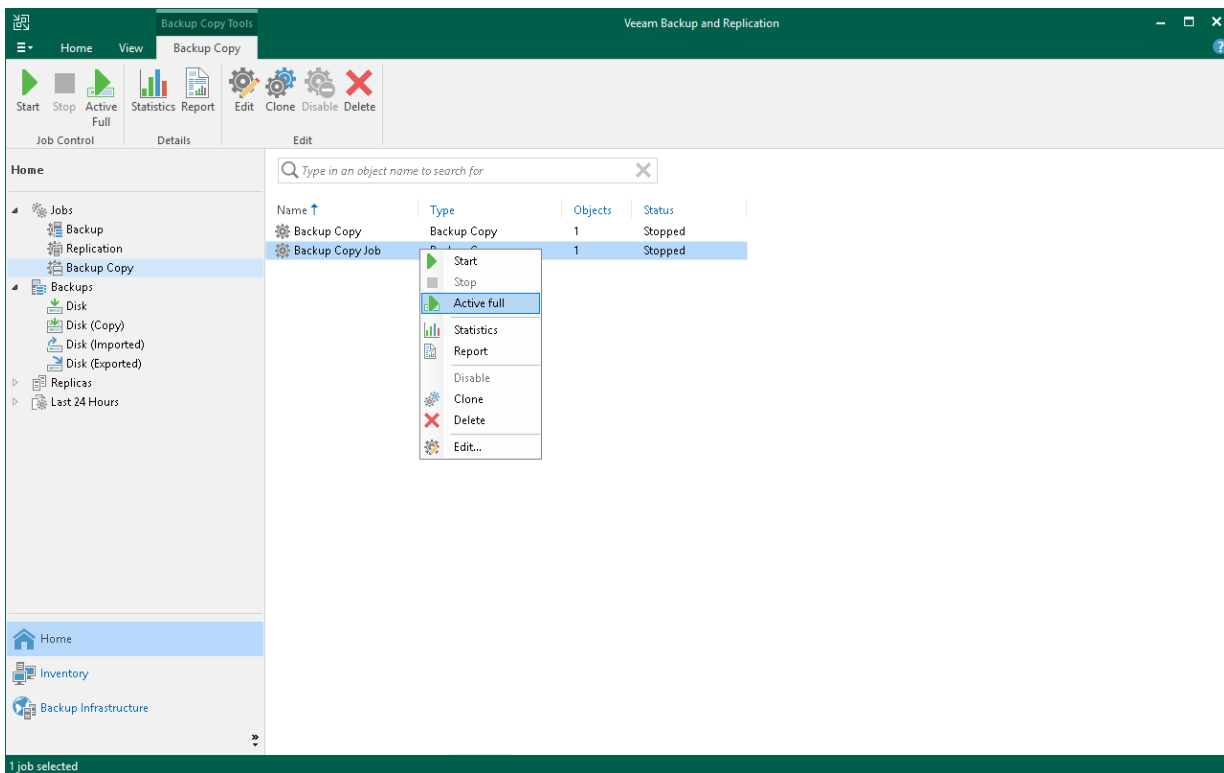 Backup Copy Tools
Veeam Backup and Replication
Home View Backup Copy
?
Start Stop Active Full
Statistics Report
Edit Clone Disable Delete
Job Control Details Edit
Home
Type in an object name to search for
Jobs
Backup
Replication
Backup Copy
Backups
Disk
Disk (Copy)
Disk (Imported)
Disk (Exported)
Replicas
Last 24 Hours
Name Type Objects Status
Backup Copy Backup Copy 1 Stopped
Backup Copy Job 1 Stopped
Start
Stop
Active full
Statistics
Report
Disable
Clone
Delete
Edit...
Home
Inventory
Backup Infrastructure
1 job selected